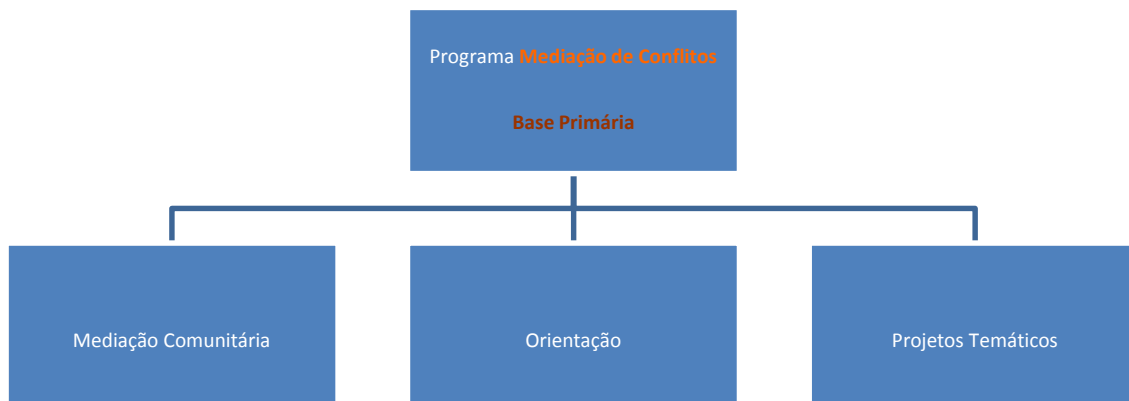 Programa Mediação de Conflitos
Base Primária
Mediação Comunitária
Orientação
Projetos Temáticos